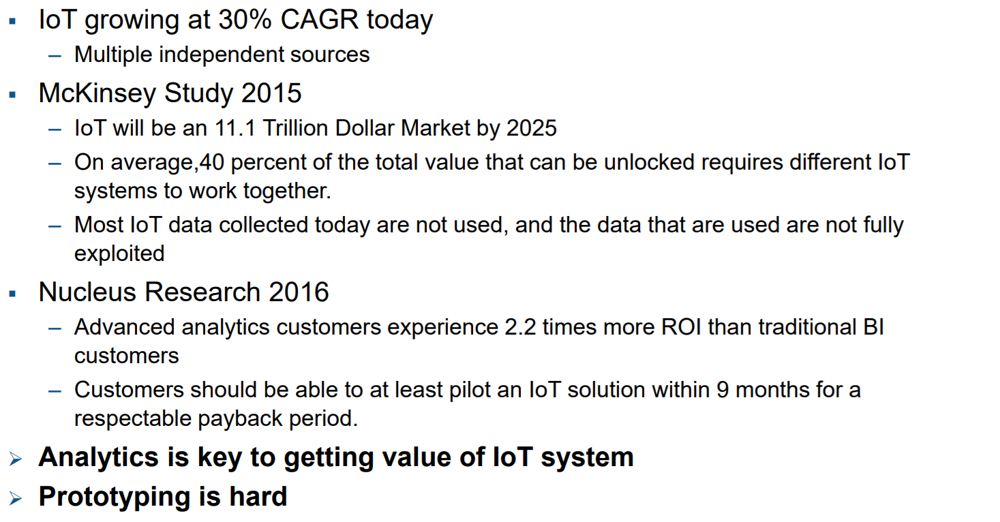 ▪ IoT growing at 30% CAGR today
– Multiple independent sources
▪ McKinsey Study 2015
– IoT will be an 11.1 Trillion Dollar Market by 2025
– On average,40 percent of the total value that can be unlocked requires different IoT
systems to work together.
– Most IoT data collected today are not used, and the data that are used are not fully
exploited
▪ Nucleus Research 2016
– Advanced analytics customers experience 2.2 times more ROI than traditional BI
customers
– Customers should be able to at least pilot an IoT solution within 9 months for a
respectable payback period.
➢ Analytics is key to getting value of IoT system
➢ Prototyping is hard